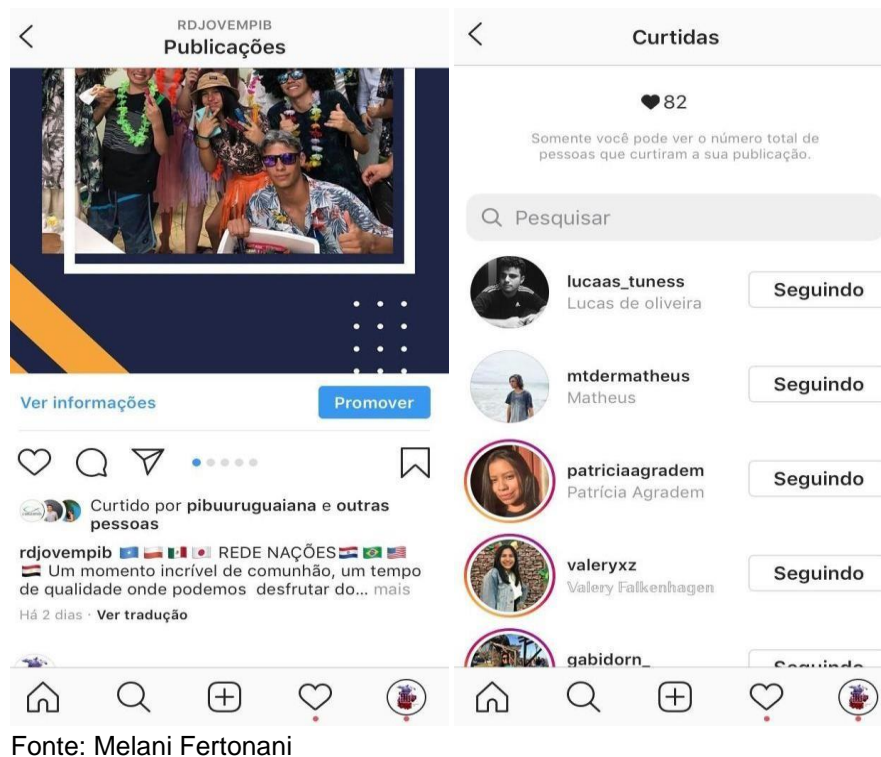 RDJOVEMPIB
Publicações
Ver informações
Promover
Curtido por pibuuruguaiana e outras
pessoas
rdjovempib 🇸🇴 🇵🇱 🇲🇽 🇯🇵 REDE NAÇÕES 🇵🇾 🇧🇷 🇺🇸
🇾🇪 Um momento incrível de comunhão, um tempo
de qualidade onde podemos desfrutar do... mais
Há 2 dias · Ver tradução
Curtidas
82
Somente você pode ver o número total de
pessoas que curtiram a sua publicação.
Pesquisar
lucaas_tuness
Lucas de oliveira
Seguindo
mtdermatheus
Matheus
Seguindo
patriciaagradem
Patrícia Agradem
Seguindo
valeryxz
Valery Falkenhagen
Seguindo
gabidorn_
Seguindo
Fonte: Melani Fertonani